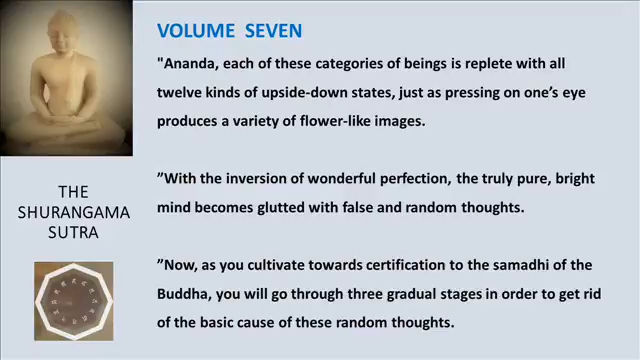 VOLUME SEVEN
"Ananda, each of these categories of beings is replete with all
twelve kinds of upside-down states, just as pressing on one’s eye
produces a variety of flower-like images.
”With the inversion of wonderful perfection, the truly pure, bright
mind becomes glutted with false and random thoughts.
”Now, as you cultivate towards certification to the samadhi of the
Buddha, you will go through three gradual stages in order to get rid
of the basic cause of these random thoughts.
THE
SHURANGAMA
SUTRA